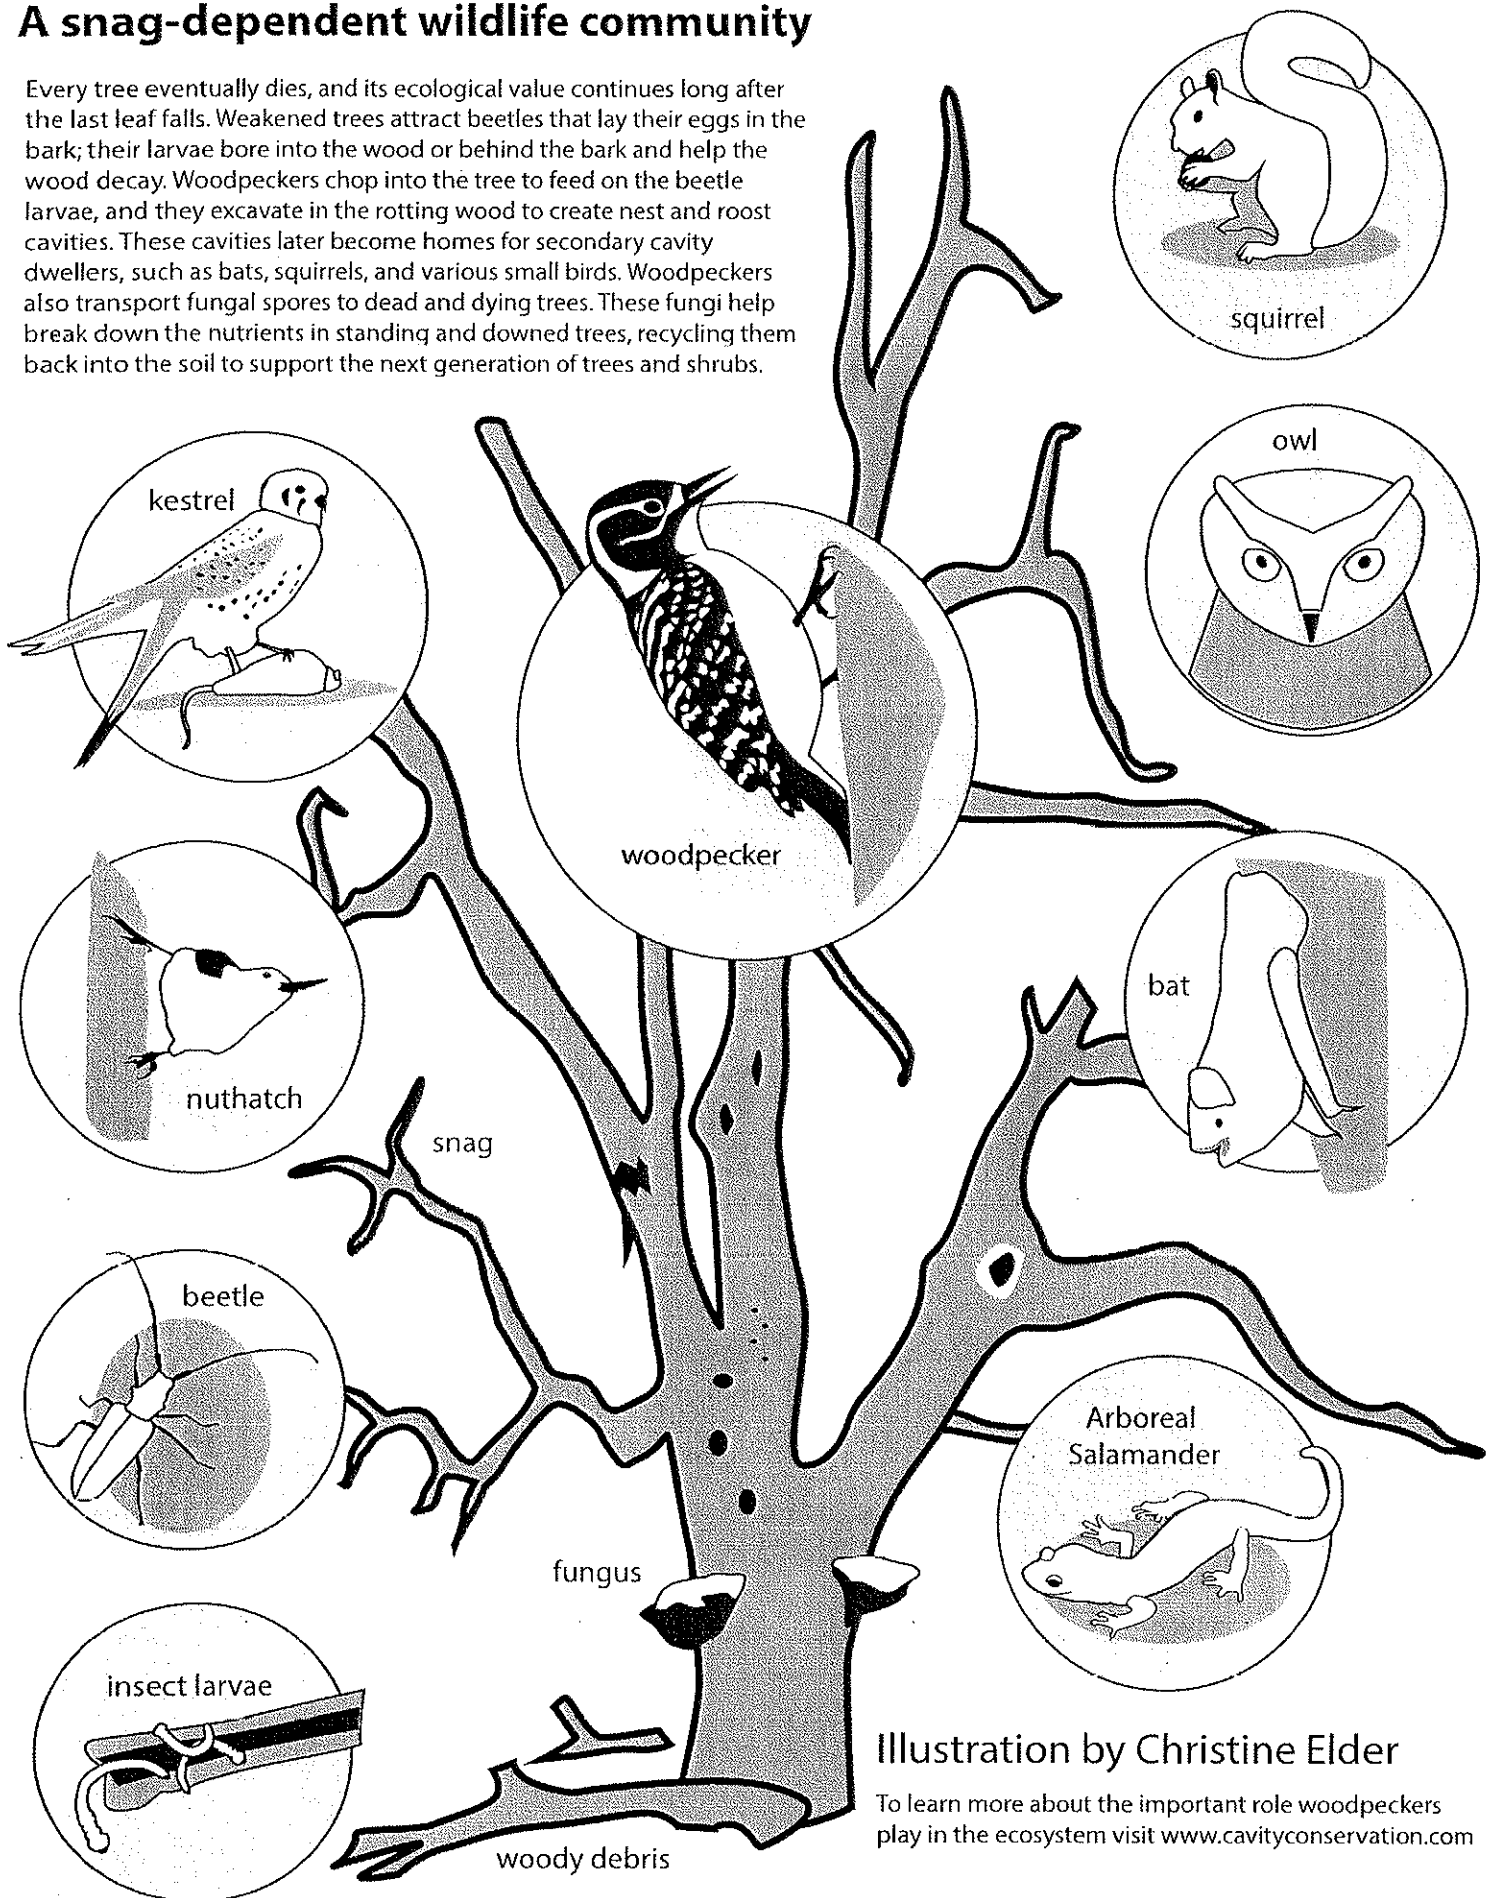 A snag-dependent wildlife community
Every tree eventually dies, and its ecological value continues long after
the last leaf falls. Weakened trees attract beetles that lay their eggs in the
bark; their larvae bore into the wood or behind the bark and help the
wood decay. Woodpeckers chop into the tree to feed on the beetle
larvae, and they excavate in the rotting wood to create nest and roost
cavities. These cavities later become homes for secondary cavity
dwellers, such as bats, squirrels, and various small birds. Woodpeckers
also transport fungal spores to dead and dying trees. These fungi help
break down the nutrients in standing and downed trees, recycling them
back into the soil to support the next generation of trees and shrubs.
squirrel
owl
kestrel
woodpecker
bat
nuthatch
snag
beetle
Arboreal
Salamander
fungus
insect larvae
Illustration by Christine Elder
To learn more about the important role woodpeckers
play in the ecosystem visit www.cavityconservation.com
woody debris